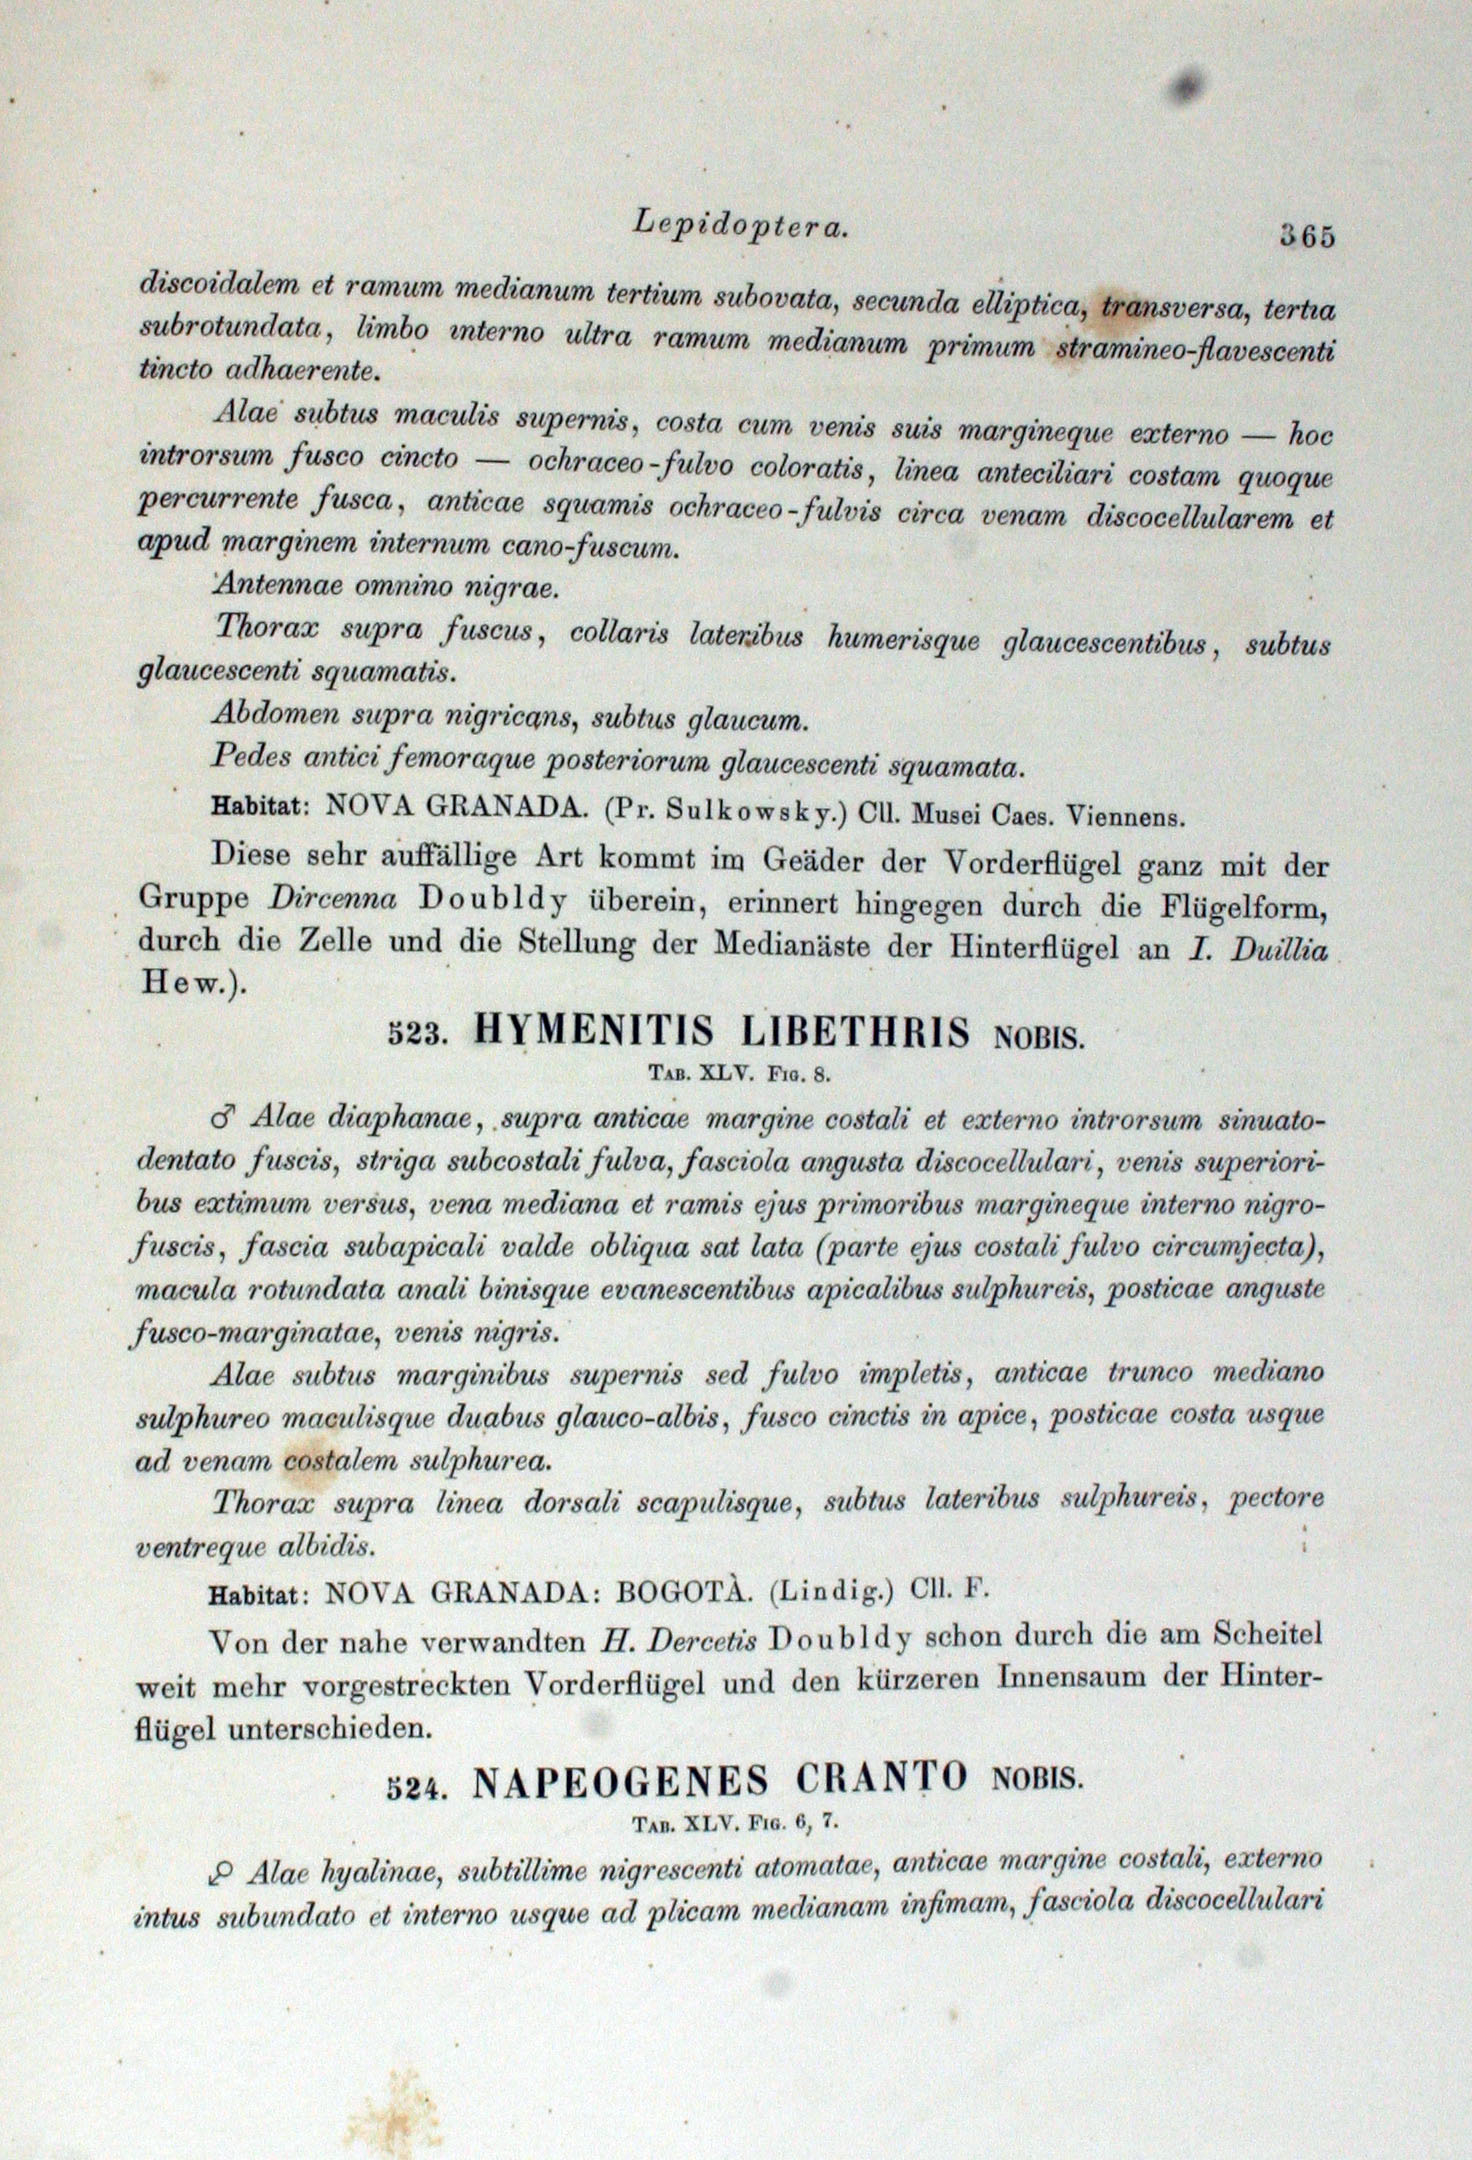 Lepidoptera. 365
discoidalem et ramum medianum tertium subovata, secunda elliptica, transversa, tertia
subrotundata, limbo interno ultra ramum medianum primum stramineo-flavescenti
tincto adhaerente.
Alae subtus maculis supernis, costa cum venis suis margineque externo — hoc
introrsum fusco cincto — ochraceo-fulvo coloratis, linea anteciliari costam quoque
percurrente fusca, anticae squamis ochraceo-fulvis circa venam discocellularem et
apud marginem internum cano-fuscum.
Antennae omnino nigrae.
Thorax supra fuscus, collaris lateribus humerisque glaucescentibus, subtus
glaucescenti squamatis.
Abdomen supra nigricans, subtus glaucum.
Pedes antici femoraque posteriorum glaucescenti squamata.
Habitat: NOVA GRANADA. (Pr. Sulkowsky.) Cll. Musei Caes. Viennens.
Diese sehr auffällige Art kommt im Geäder der Vorderflügel ganz mit der
Gruppe Dircenna Doubldy überein, erinnert hingegen durch die Flügelform,
durch die Zelle und die Stellung der Medianäste der Hinterflügel an I. Duillia
Hew.).
523. HYMENITIS LIBETHRIS NOBIS.
TAB. XLV. FIG. 8.
♂ Alae diaphanae, supra anticae margine costali et externo introrsum sinuato-
dentato fuscis, striga subcostali fulva, fasciola angusta discocellulari, venis superiori-
bus extimum versus, vena mediana et ramis ejus primoribus margineque interno nigro-
fuscis, fascia subapicali valde obliqua sat lata (parte ejus costali fulvo circumjecta),
macula rotundata anali binisque evanescentibus apicalibus sulphureis, posticae anguste
fusco-marginatae, venis nigris.
Alae subtus marginibus supernis sed fulvo impletis, anticae trunco mediano
sulphureo maculisque duabus glauco-albis, fusco cinctis in apice, posticae costa usque
ad venam costalem sulphurea.
Thorax supra linea dorsali scapulisque, subtus lateribus sulphureis, pectore
ventreque albidis.
Habitat: NOVA GRANADA: BOGOTÀ. (Lindig.) Cll. F.
Von der nahe verwandten H. Dercetis Doubldy schon durch die am Scheitel
weit mehr vorgestreckten Vorderflügel und den kürzeren Innensaum der Hinter-
flügel unterschieden.
524. NAPEOGENES CRANTO NOBIS.
TAB. XLV. FIG. 6, 7.
♀ Alae hyalinae, subtillime nigrescenti atomatae, anticae margine costali, externo
intus subundato et interno usque ad plicam medianam infimam, fasciola discocellulari